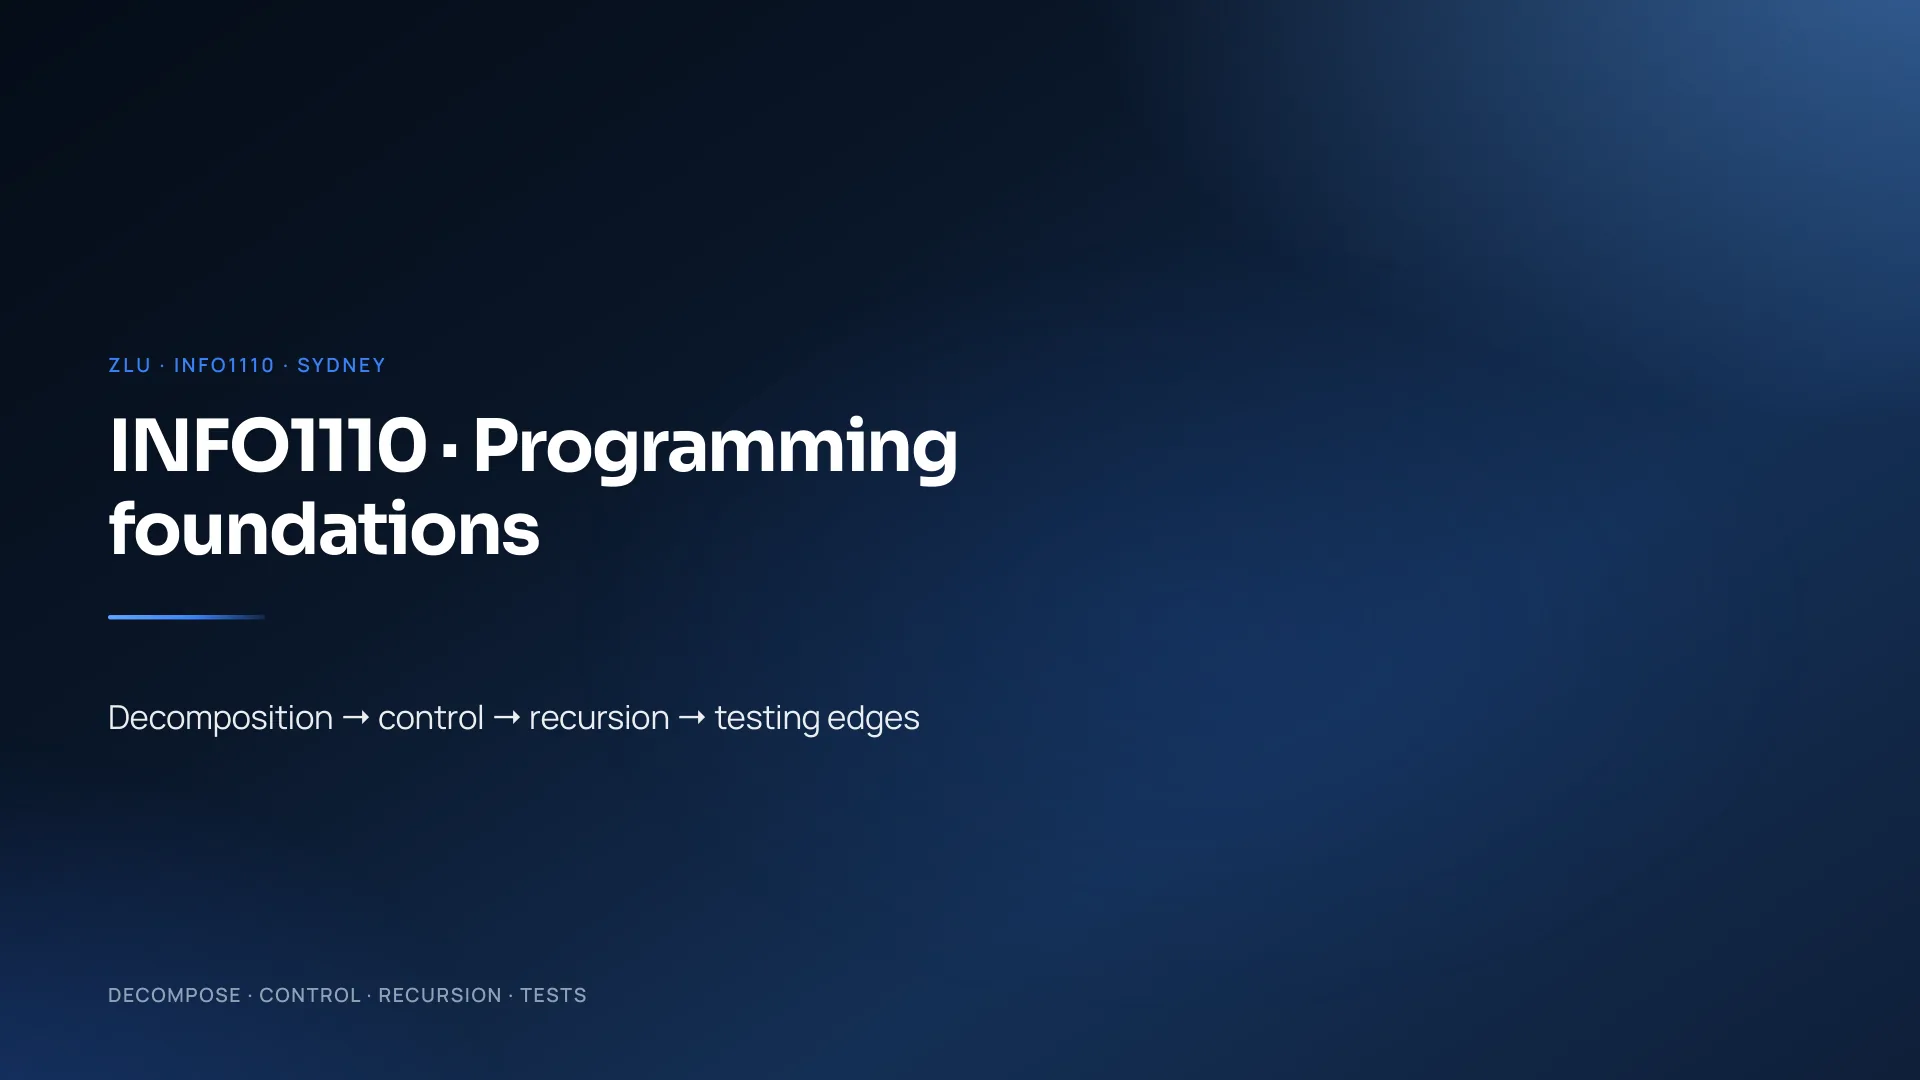 ZLU · INFO1110 · SYDNEY
INFO1110 · Programming
foundations
Decomposition → control → recursion → testing edges
DECOMPOSE · CONTROL · RECURSION · TESTS